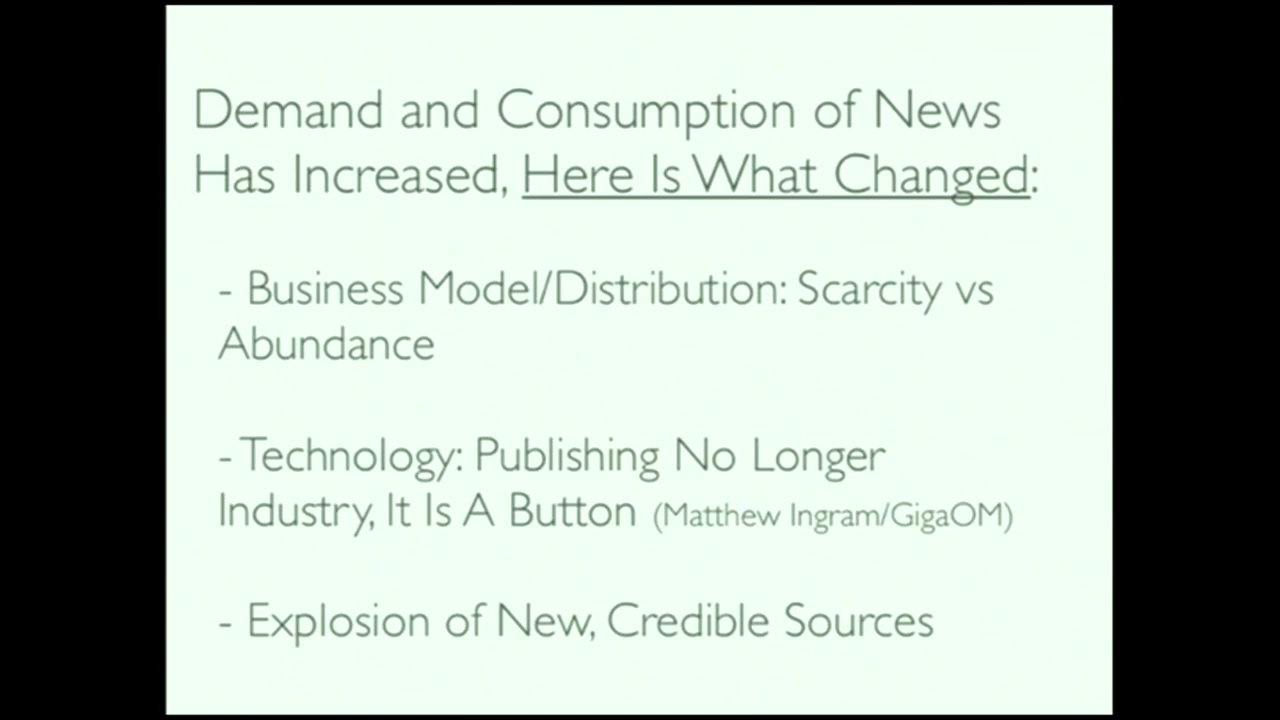 Demand and Consumption of News
Has Increased, Here Is What Changed:
- Business Model/Distribution: Scarcity vs
Abundance
- Technology: Publishing No Longer
Industry, It Is A Button (Matthew Ingram/GigaOM)
- Explosion of New, Credible Sources